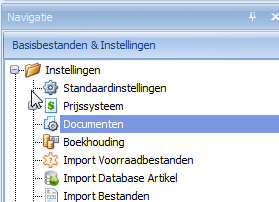 Navigatie
Basisbestanden & Instellingen
Instellingen
Standaardinstellingen
Prijssysteem
Documenten
Boekhouding
Import Voorraadbestanden
Import Database Artikel
Import Bestanden